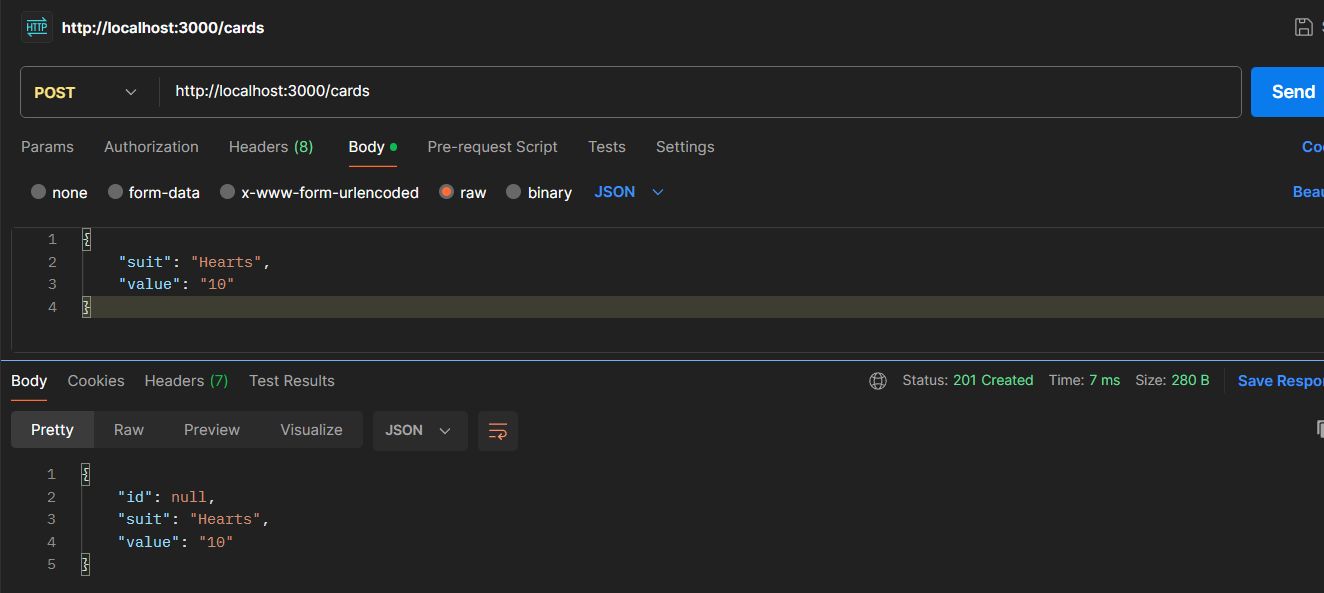 HTTP http://localhost:3000/cards
POST http://localhost:3000/cards Send
Params Authorization Headers (8) Body Pre-request Script Tests Settings
none form-data x-www-form-urlencoded raw binary JSON
1 {
2 "suit": "Hearts",
3 "value": "10"
4 }
Body Cookies Headers (7) Test Results Status: 201 Created Time: 7 ms Size: 280 B Save
Pretty Raw Preview Visualize JSON
1 {
2 "id": null,
3 "suit": "Hearts",
4 "value": "10"
5 }